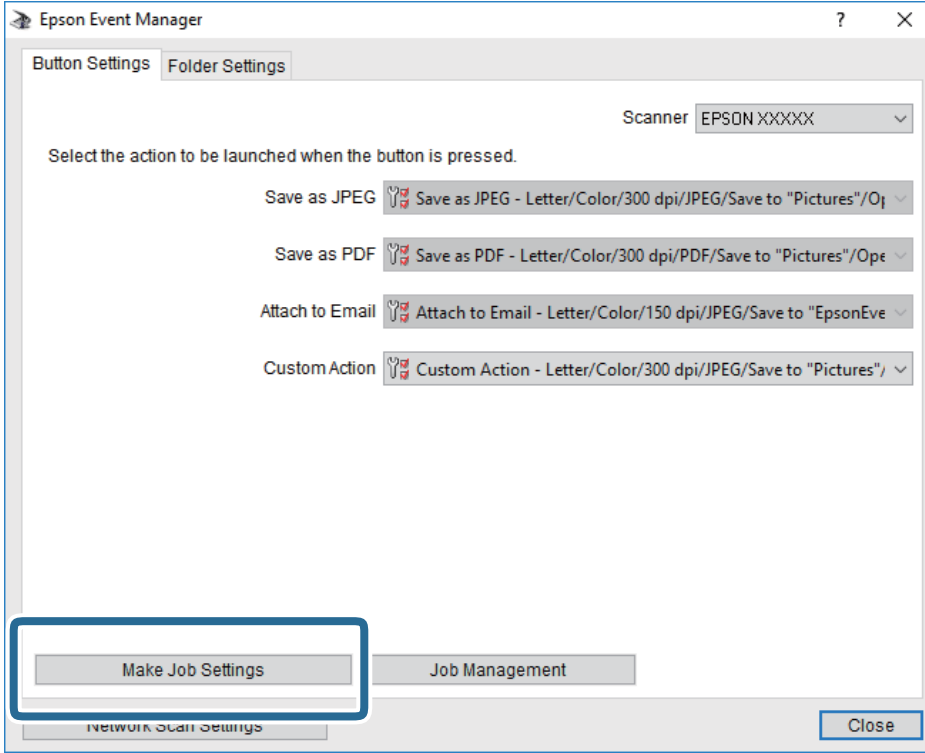 Epson Event Manager
Button Settings Folder Settings
Scanner EPSON XXXXX
Select the action to be launched when the button is pressed.
Save as JPEG Save as JPEG - Letter/Color/300 dpi/JPEG/Save to "Pictures"/Op
Save as PDF Save as PDF - Letter/Color/300 dpi/PDF/Save to "Pictures"/Ope
Attach to Email Attach to Email - Letter/Color/150 dpi/JPEG/Save to "EpsonEve
Custom Action Custom Action - Letter/Color/300 dpi/JPEG/Save to "Pictures"/
Make Job Settings Job Management
Network Scan Settings Close